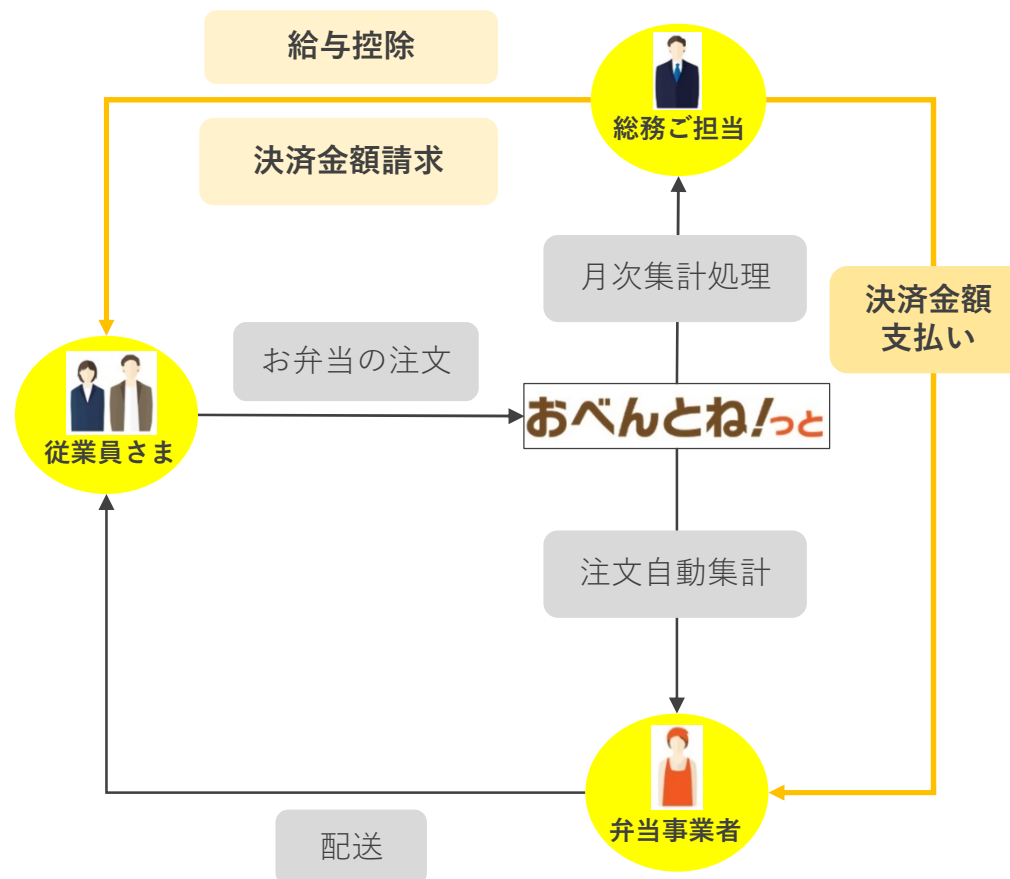 給与控除
総務ご担当
決済金額請求
月次集計処理
決済金額
支払い
お弁当の注文
おべんとね!っと
従業員さま
注文自動集計
弁当事業者
配送